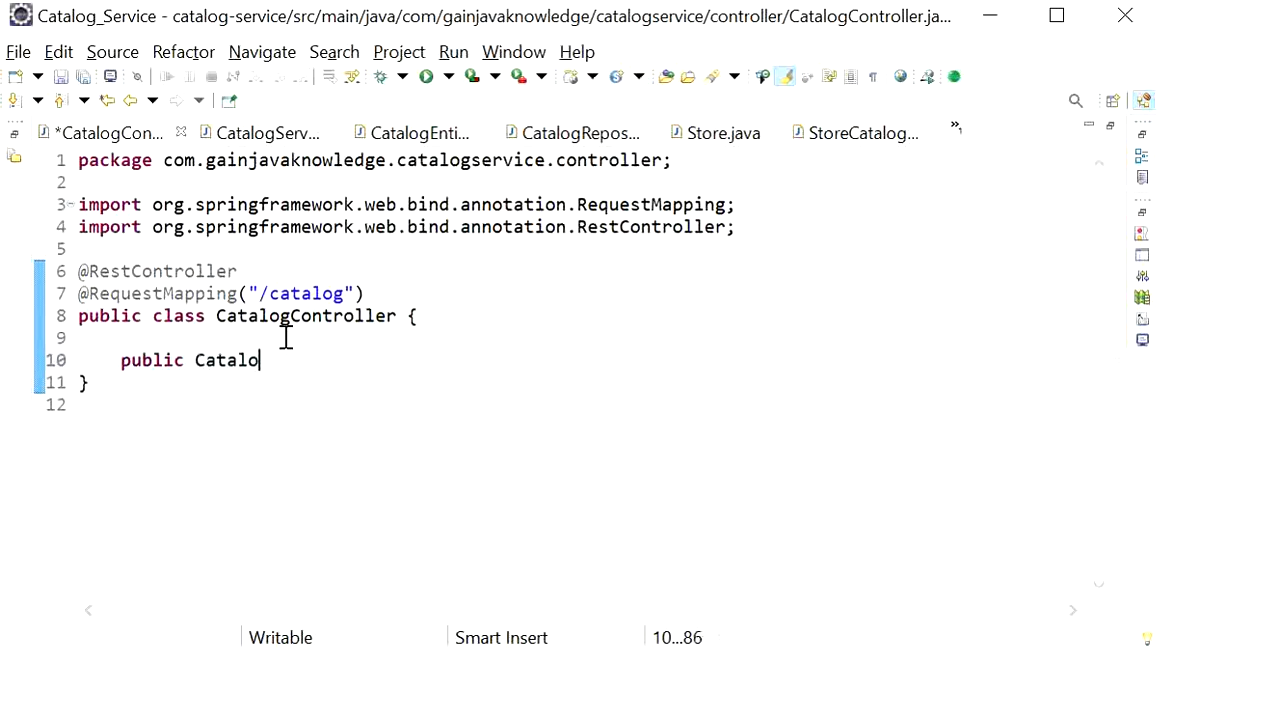 Catalog_Service - catalog-service/src/main/java/com/gainjavaknowledge/catalogservice/controller/CatalogController.ja...
File Edit Source Refactor Navigate Search Project Run Window Help
*CatalogCon... CatalogServ... CatalogEnti... CatalogRepos... Store.java StoreCatalog... »1
1 package com.gainjavaknowledge.catalogservice.controller;
2
3 import org.springframework.web.bind.annotation.RequestMapping;
4 import org.springframework.web.bind.annotation.RestController;
5
6 @RestController
7 @RequestMapping("/catalog")
8 public class CatalogController {
9
10 public Catalo
11 }
12
Writable Smart Insert 10...86